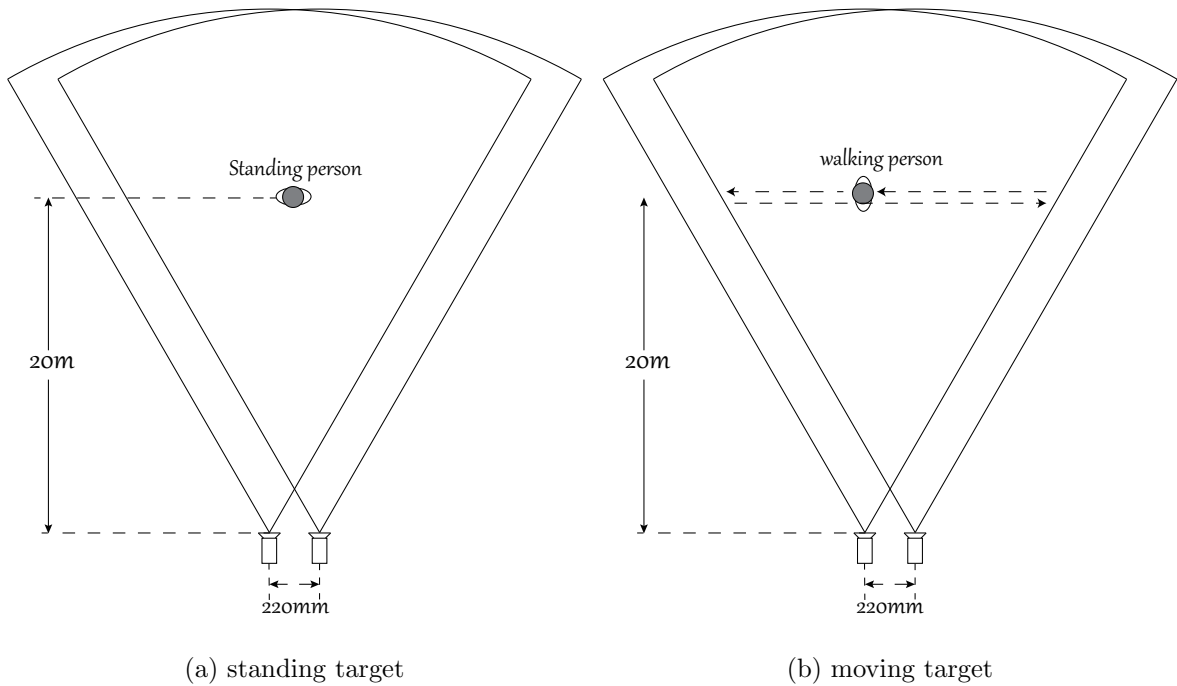 Standing person
20m
220mm
(a) standing target
walking person
20m
220mm
(b) moving target